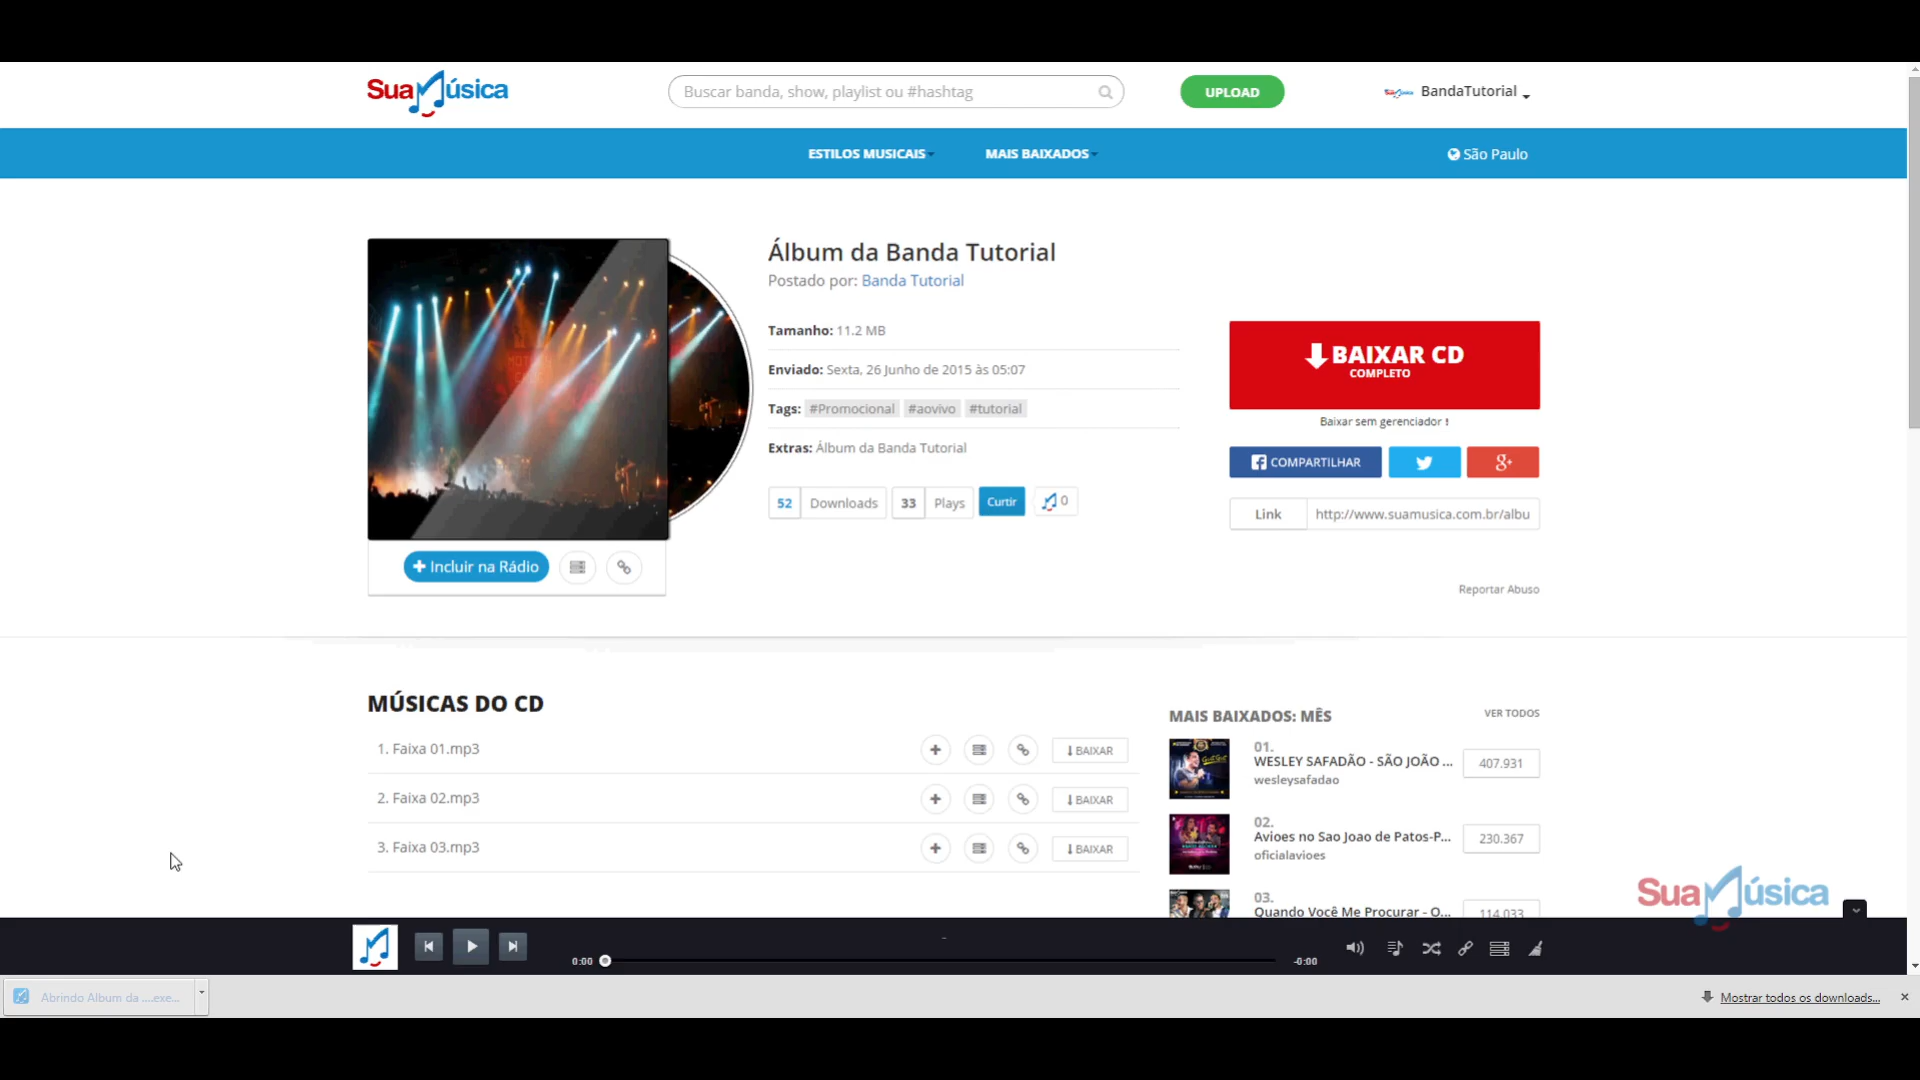 SuaMúsica
Buscar banda, show, playlist ou #hashtag
UPLOAD
BandaTutorial
ESTILOS MUSICAIS
MAIS BAIXADOS
São Paulo
Álbum da Banda Tutorial
Postado por: Banda Tutorial
Tamanho: 11.2 MB
Enviado: Sexta, 26 Junho de 2015 às 05:07
Tags: #Promocional #aovivo #tutorial
Extras: Álbum da Banda Tutorial
52 Downloads 33 Plays Curtir 0
BAIXAR CD
COMPLETO
Baixar sem gerenciador !
COMPARTILHAR
g+
Link http://www.suamusica.com.br/albu
Incluir na Rádio
Reportar Abuso
MÚSICAS DO CD
1. Faixa 01.mp3 BAIXAR
2. Faixa 02.mp3 BAIXAR
3. Faixa 03.mp3 BAIXAR
MAIS BAIXADOS: MÊS VER TODOS
01.
WESLEY SAFADÃO - SÃO JOÃO ... 407.931
wesleysafadao
02.
Avioes no Sao Joao de Patos-P... 230.367
oficialavioes
03.
Quando Você Me Procurar - O... 114.033
SuaMúsica
0:00 -0:00
Abrindo Album da ....exe...
Mostrar todos os downloads...